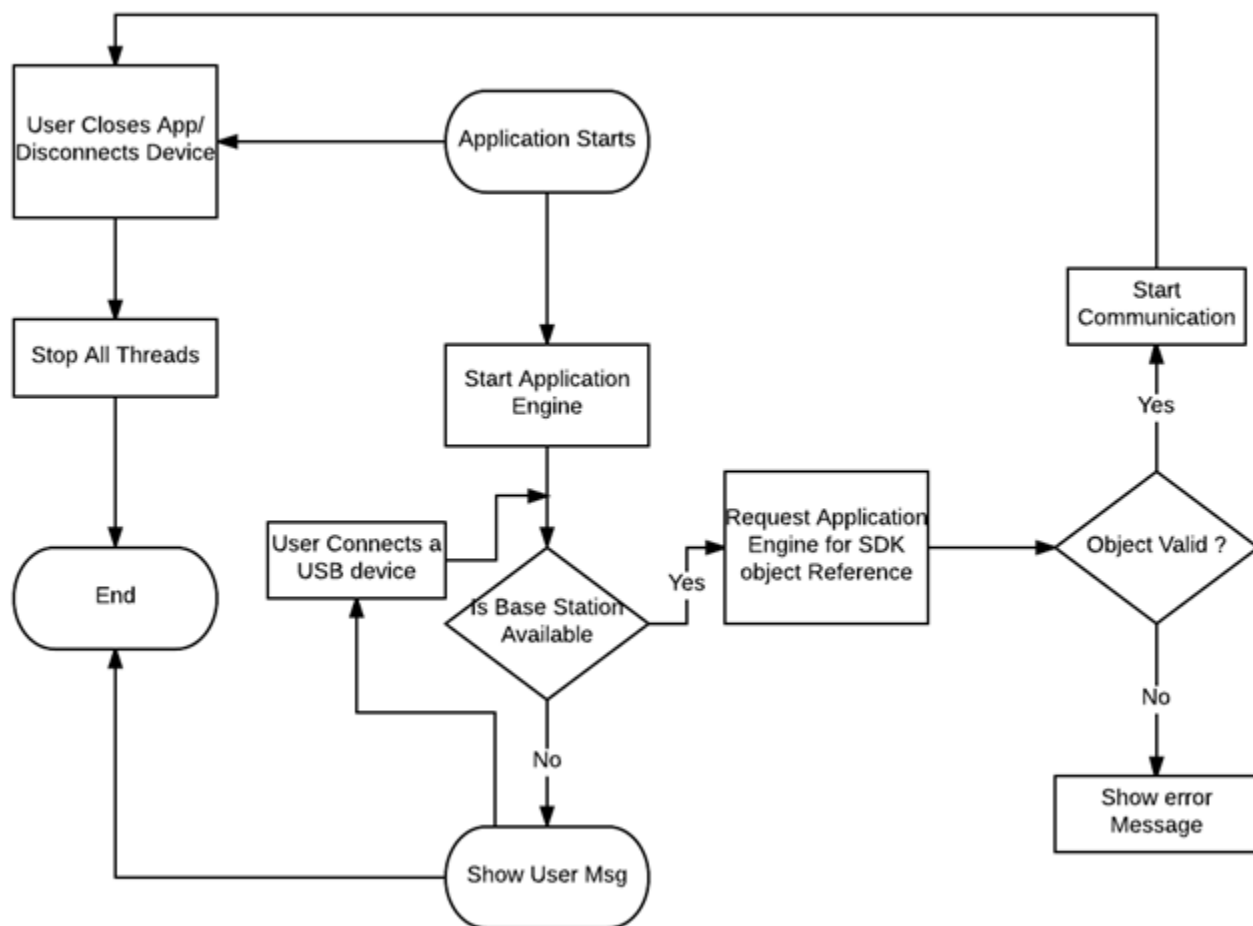 User Closes App/
Disconnects Device
Application Starts
Start
Communication
Stop All Threads
Start Application
Engine
Yes
Request Application
Engine for SDK
object Reference
Object Valid ?
User Connects a
USB device
Yes
End
Is Base Station
Available
No
No
Show error
Message
Show User Msg